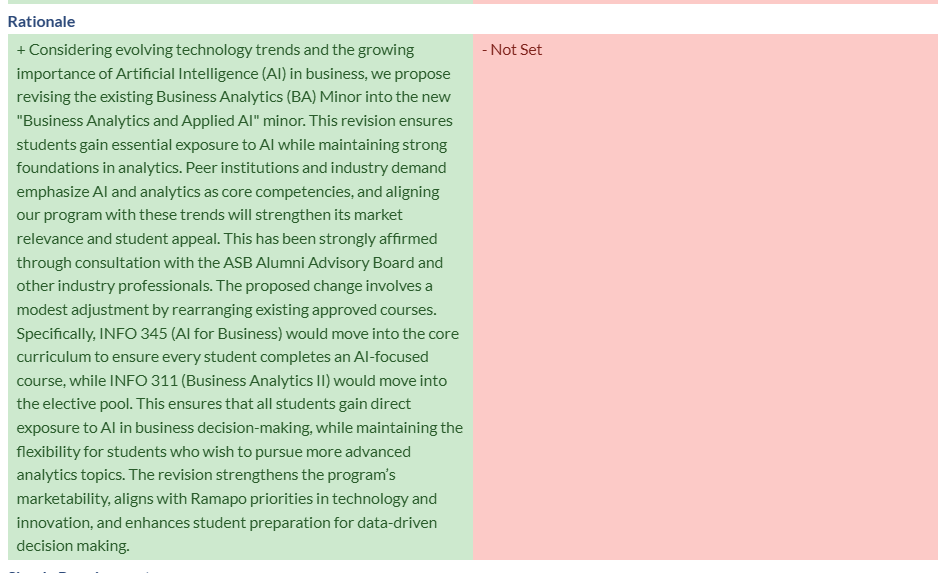 Rationale
+ Considering evolving technology trends and the growing
importance of Artificial Intelligence (AI) in business, we propose
revising the existing Business Analytics (BA) Minor into the new
"Business Analytics and Applied AI" minor. This revision ensures
students gain essential exposure to AI while maintaining strong
foundations in analytics. Peer institutions and industry demand
emphasize AI and analytics as core competencies, and aligning
our program with these trends will strengthen its market
relevance and student appeal. This has been strongly affirmed
through consultation with the ASB Alumni Advisory Board and
other industry professionals. The proposed change involves a
modest adjustment by rearranging existing approved courses.
Specifically, INFO 345 (AI for Business) would move into the core
curriculum to ensure every student completes an AI-focused
course, while INFO 311 (Business Analytics II) would move into
the elective pool. This ensures that all students gain direct
exposure to AI in business decision-making, while maintaining the
flexibility for students who wish to pursue more advanced
analytics topics. The revision strengthens the program’s
marketability, aligns with Ramapo priorities in technology and
innovation, and enhances student preparation for data-driven
decision making.
- Not Set